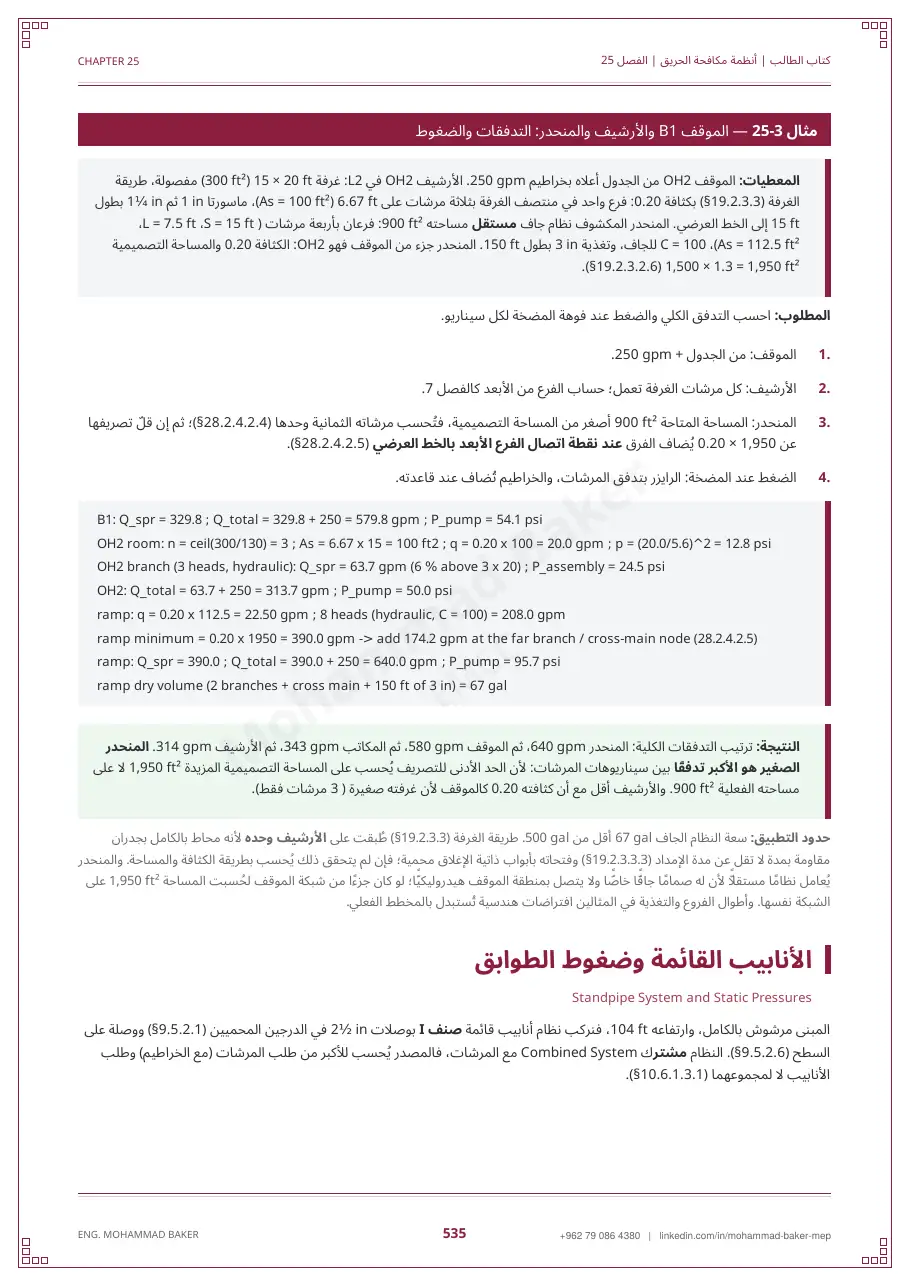 CHAPTER 25
كتاب الطالب | أنظمة مكافحة الحريق | الفصل 25
مثال 3-25 — الموقف B1 والأرشيف والمنحدر: التدفقات والضغوط
المعطيات: الموقف OH2 من الجدول أعلاه بخراطيم 250 gpm. الأرشيف OH2 في L2: غرفة 15 × 20 ft (300 ft²) مفصولة، طريقة
الغرفة (§19.2.3.3) بكثافة 0.20: فرع واحد في منتصف الغرفة بثلاثة مرشات على 6.67 ft (As = 100 ft²)، ماسورتا 1 in ثم 1¼ in بطول
15 ft إلى الخط العرضي. المنحدر المكشوف نظام جاف مستقل مساحته 900 ft²: فرعان بأربعة مرشات (L = 7.5 ft ،S = 15 ft،
As = 112.5 ft²)، C = 100 للجاف، وتغذية 3 in بطول 150 ft. المنحدر جزء من الموقف فهو OH2: الكثافة 0.20 والمساحة التصميمية
1,500 × 1.3 = 1,950 ft² (§19.2.3.2.6).
المطلوب: احسب التدفق الكلي والضغط عند فوهة المضخة لكل سيناريو.
1. الموقف: من الجدول + 250 gpm.
2. الأرشيف: كل مرشات الغرفة تعمل؛ حساب الفرع من الأبعد كالفصل 7.
3. المنحدر: المساحة المتاحة 900 ft² أصغر من المساحة التصميمية، فتُحسب مرشاته الثمانية وحدها (§28.2.4.2.4)؛ ثم إن قلّ تصريفها
عن 1,950 × 0.20 يُضاف الفرق عند نقطة اتصال الفرع الأبعد بالخط العرضي (§28.2.4.2.5).
4. الضغط عند المضخة: الرايزر بتدفق المرشات، والخراطيم تُضاف عند قاعدته.
B1: Q_spr = 329.8 ; Q_total = 329.8 + 250 = 579.8 gpm ; P_pump = 54.1 psi
OH2 room: n = ceil(300/130) = 3 ; As = 6.67 x 15 = 100 ft2 ; q = 0.20 x 100 = 20.0 gpm ; p = (20.0/5.6)^2 = 12.8 psi
OH2 branch (3 heads, hydraulic): Q_spr = 63.7 gpm (6 % above 3 x 20) ; P_assembly = 24.5 psi
OH2: Q_total = 63.7 + 250 = 313.7 gpm ; P_pump = 50.0 psi
ramp: q = 0.20 x 112.5 = 22.50 gpm ; 8 heads (hydraulic, C = 100) = 208.0 gpm
ramp minimum = 0.20 x 1950 = 390.0 gpm -> add 174.2 gpm at the far branch / cross-main node (28.2.4.2.5)
ramp: Q_spr = 390.0 ; Q_total = 390.0 + 250 = 640.0 gpm ; P_pump = 95.7 psi
ramp dry volume (2 branches + cross main + 150 ft of 3 in) = 67 gal
النتيجة: ترتيب التدفقات الكلية: المنحدر 640 gpm، ثم الموقف 580 gpm، ثم المكاتب 343 gpm، ثم الأرشيف 314 gpm. المنحدر
الصغير هو الأكبر تدفقًا بين سيناريوهات المرشات: لأن الحد الأدنى للتصريف يُحسب على المساحة التصميمية المزيدة 1,950 ft² لا على
مساحته الفعلية 900 ft². والأرشيف أقل مع أن كثافته 0.20 كالموقف لأن غرفته صغيرة ( 3 مرشات فقط).
حدود التطبيق: سعة النظام الجاف 67 gal أقل من 500 gal. طريقة الغرفة (§19.2.3.3) طُبقت على الأرشيف وحده لأنه محاط بالكامل بجدران
مقاومة بمدة لا تقل عن مدة الإمداد (§19.2.3.3.3) وفتحاته بأبواب ذاتية الإغلاق محمية؛ فإن لم يتحقق ذلك يُحسب بطريقة الكثافة والمساحة. والمنحدر
يُعامل نظامًا مستقلًا لأن له صمامًا جافًا خاصًا ولا يتصل بمنطقة الموقف هيدروليكيًا؛ لو كان جزءًا من شبكة الموقف لحُسبت المساحة 1,950 ft² على
الشبكة نفسها. وأطوال الفروع والتغذية في المثالين افتراضات هندسية تُستبدل بالمخطط الفعلي.
الأنابيب القائمة وضغوط الطوابق
Standpipe System and Static Pressures
المبنى مرشوش بالكامل، وارتفاعه 104 ft، فنركب نظام أنابيب قائمة صنف I بوصلات 2½ in في الدرجين المحميين (§9.5.2.1) ووصلة على
السطح (§9.5.2.6). النظام مشترك Combined System مع المرشات، فالمصدر يُحسب للأكبر من طلب المرشات (مع الخراطيم) وطلب
الأنابيب لا لمجموعهما (§10.6.1.3.1).
Mohammad Baker
ENG. MOHAMMAD BAKER
535
+962 79 086 4380 | linkedin.com/in/mohammad-baker-mep